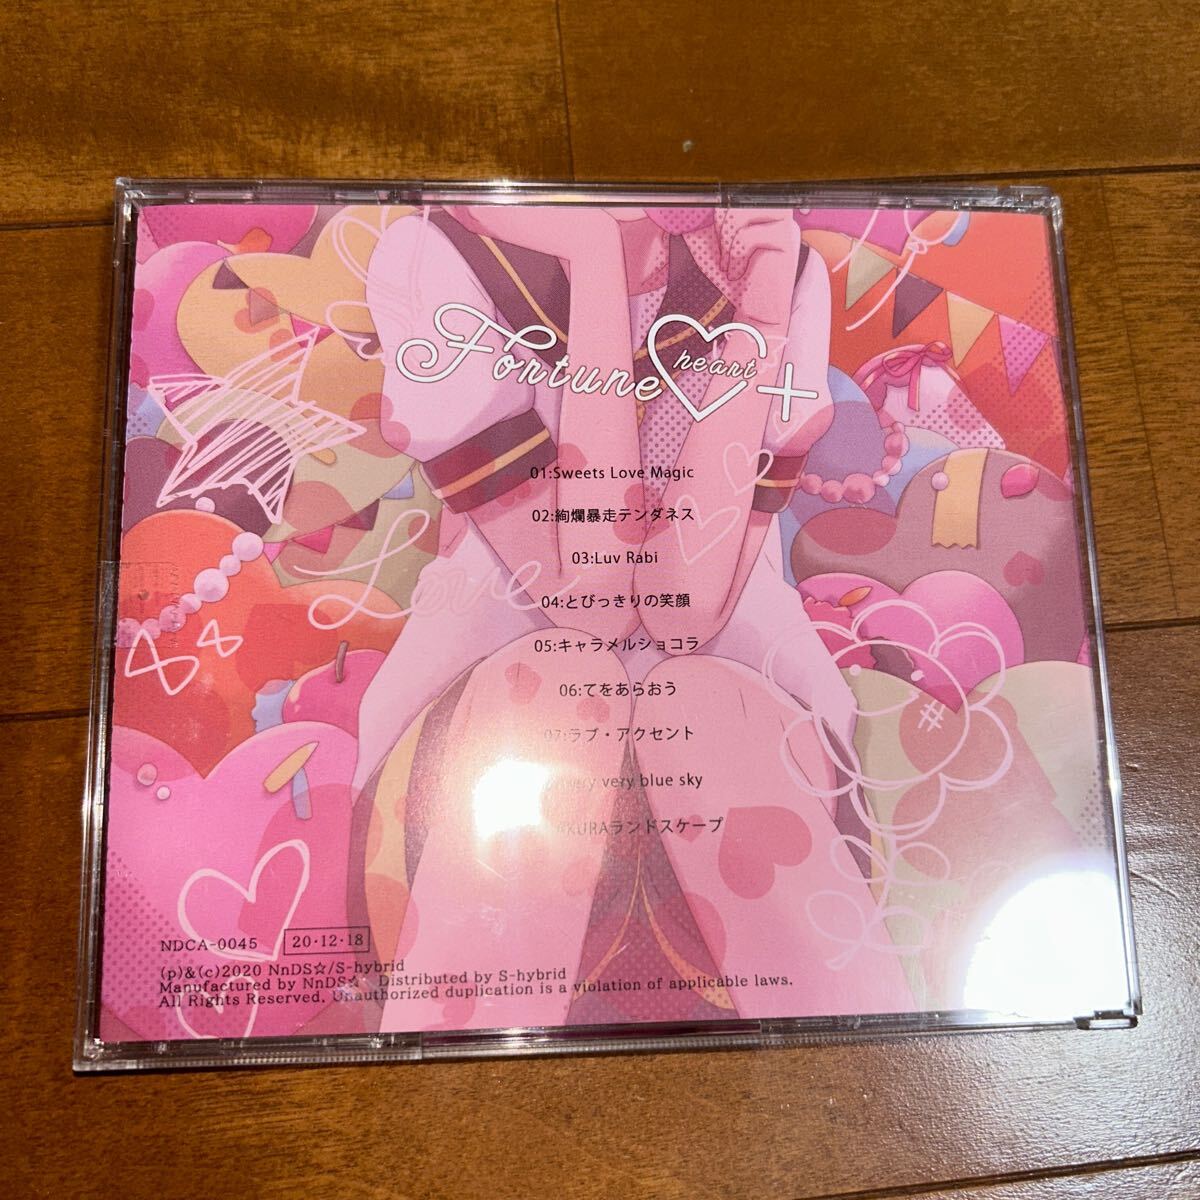 Fortune heart +
01:Sweets Love Magic
02:絢爛暴走テンダネス
03:Luv Rabi
04:とびっきりの笑顔
Love
05:キャラメルショコラ
06:てをあらおう
07:ラブ・アクセント
very blue sky
ランドスケープ
NDCA-0045 20・12・18
(p)&(c)2020 NnDS☆/S-hybrid
Manufactured by NnDS☆ Distributed by S-hybrid
All Rights Reserved. Unauthorized duplication is a violation of applicable laws.